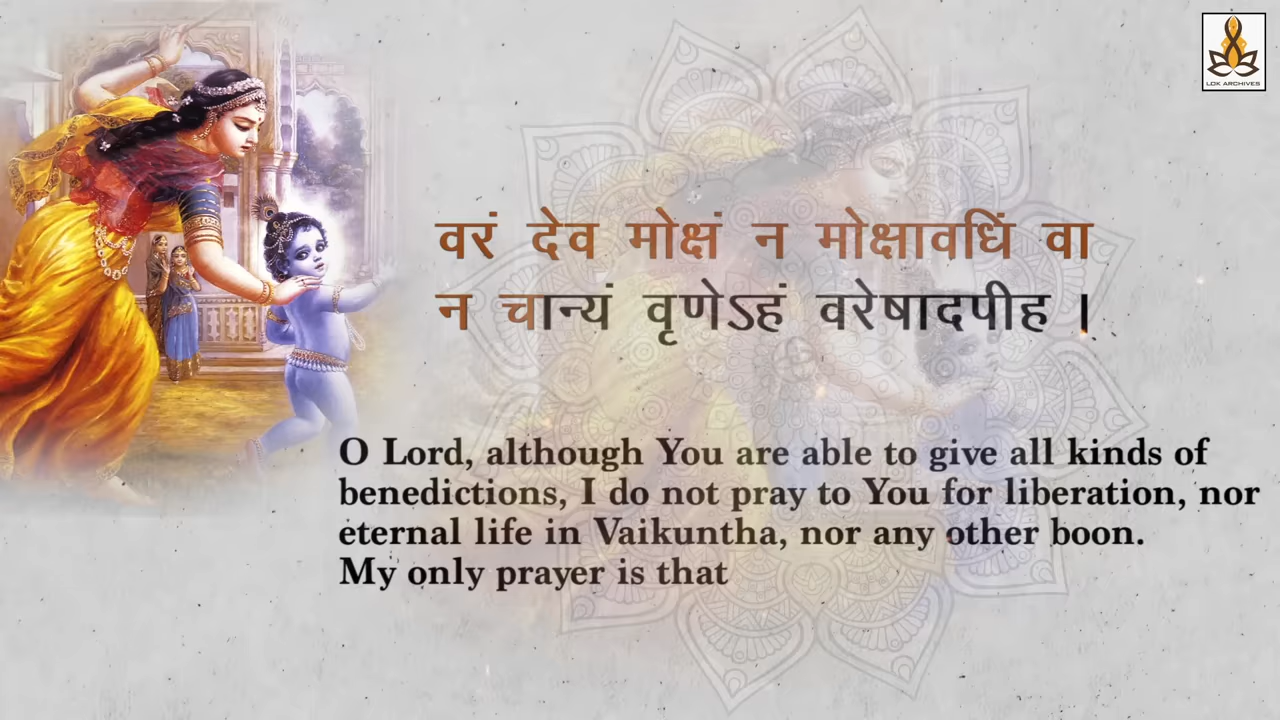 LOK ARCHIVES
वरं देव मोक्षं न मोक्षावधिं वा
न चान्यं वृणेऽहं वरेषादपीह ।
O Lord, although You are able to give all kinds of
benedictions, I do not pray to You for liberation, nor
eternal life in Vaikuntha, nor any other boon.
My only prayer is that